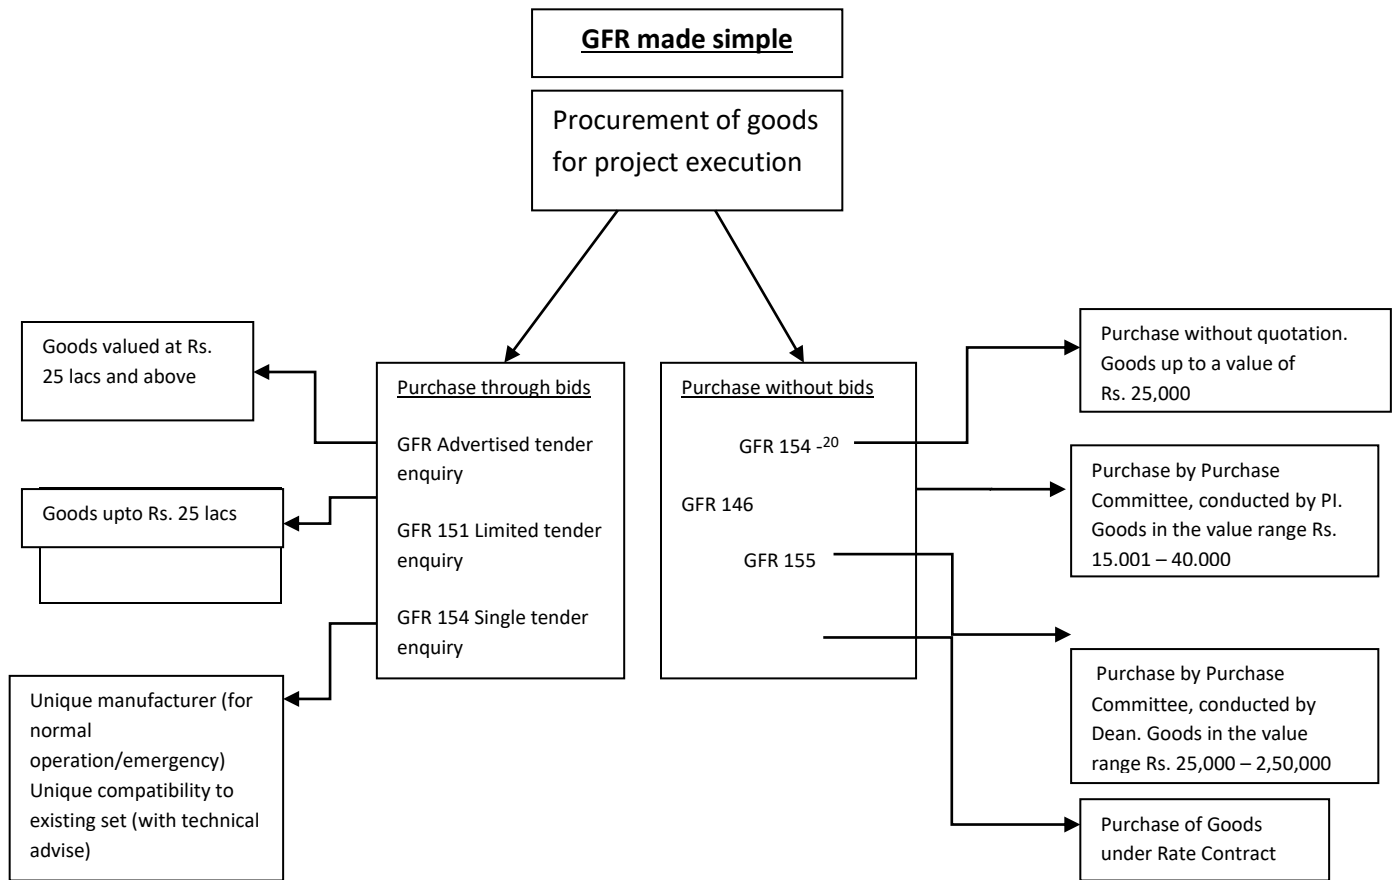 GFR made simple
Procurement of goods
for project execution
Goods valued at Rs.
25 lacs and above
Goods upto Rs. 25 lacs
Unique manufacturer (for
normal
operation/emergency)
Unique compatibility to
existing set (with technical
advise)
Purchase through bids
GFR Advertised tender
enquiry
GFR 151 Limited tender
enquiry
GFR 154 Single tender
enquiry
Purchase without bids
GFR 154 -20
GFR 146
GFR 155
Purchase without quotation.
Goods up to a value of
Rs. 25,000
Purchase by Purchase
Committee, conducted by PI.
Goods in the value range Rs.
15.001 – 40.000
Purchase by Purchase
Committee, conducted by
Dean. Goods in the value
range Rs. 25,000 – 2,50,000
Purchase of Goods
under Rate Contract